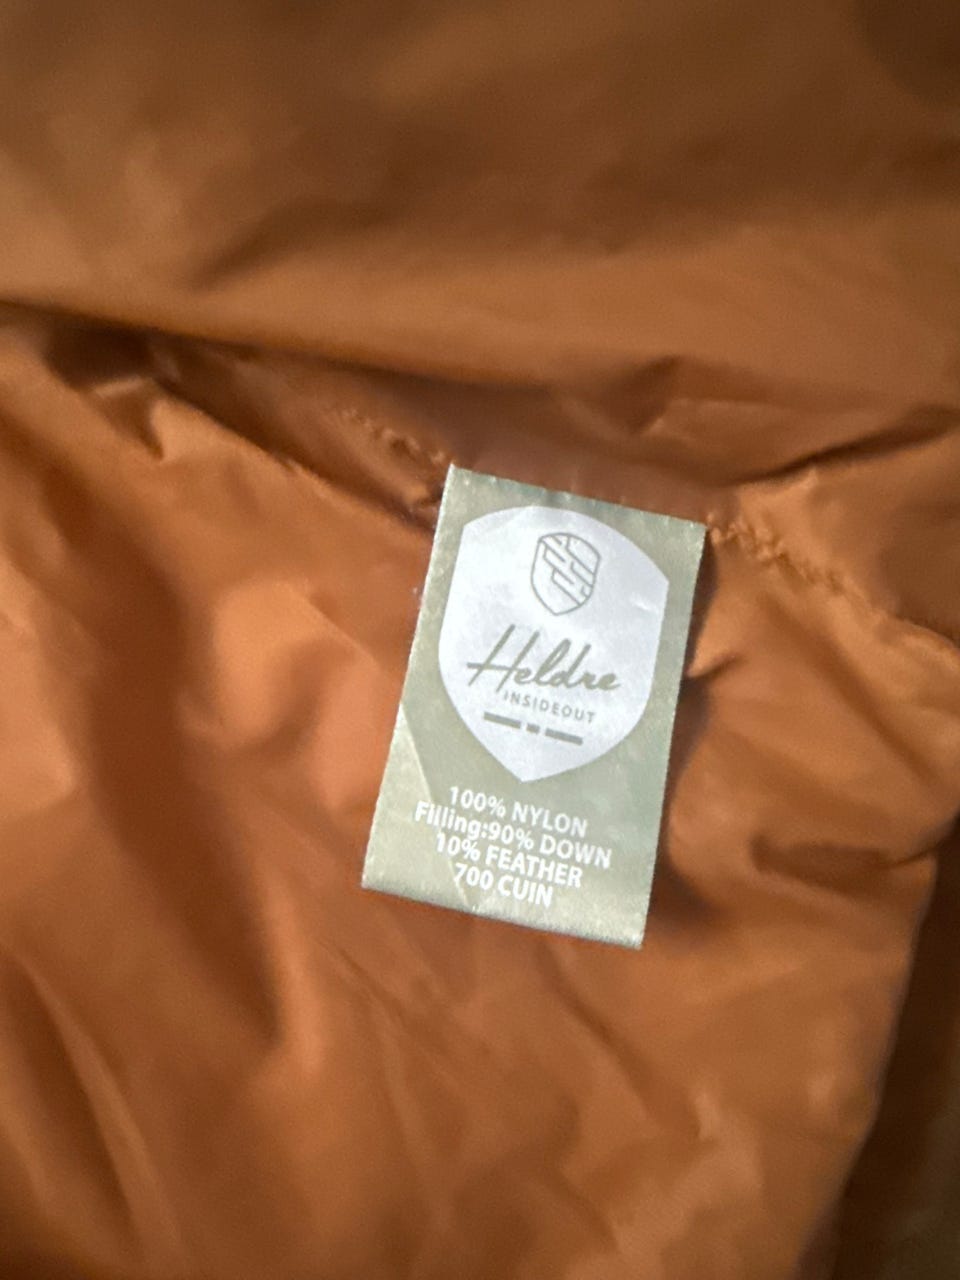 Heldre
INSIDEOUT
100% NYLON
Filling:90% DOWN
10% FEATHER
700 CUIN